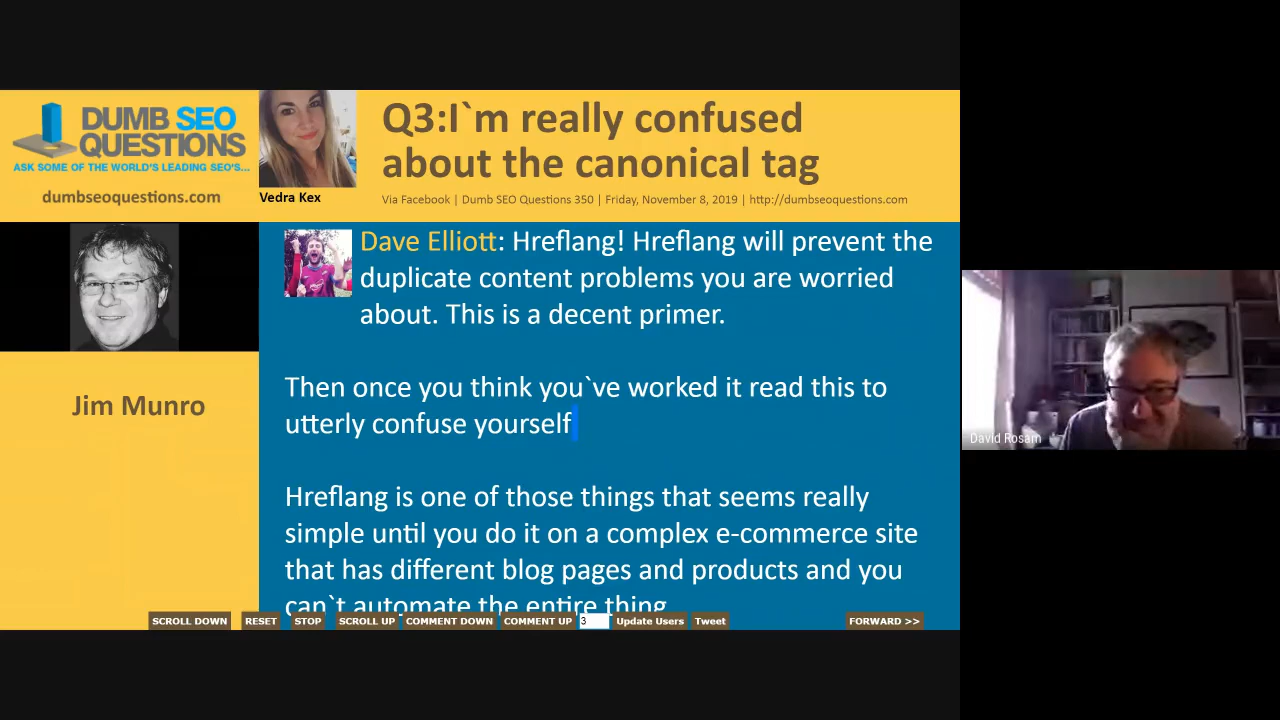 DUMB SEO
QUESTIONS
ASK SOME OF THE WORLD'S LEADING SEO'S...
dumbseoquestions.com
Vedra Kex
Q3:I`m really confused
about the canonical tag
Via Facebook | Dumb SEO Questions 350 | Friday, November 8, 2019 | http://dumbseoquestions.com
Jim Munro
Dave Elliott: Hreflang! Hreflang will prevent the
duplicate content problems you are worried
about. This is a decent primer.
Then once you think you`ve worked it read this to
utterly confuse yourself
Hreflang is one of those things that seems really
simple until you do it on a complex e-commerce site
that has different blog pages and products and you
can`t automate the entire thing
SCROLL DOWN RESET STOP SCROLL UP COMMENT DOWN COMMENT UP 3 Update Users Tweet FORWARD >>
David Rosam